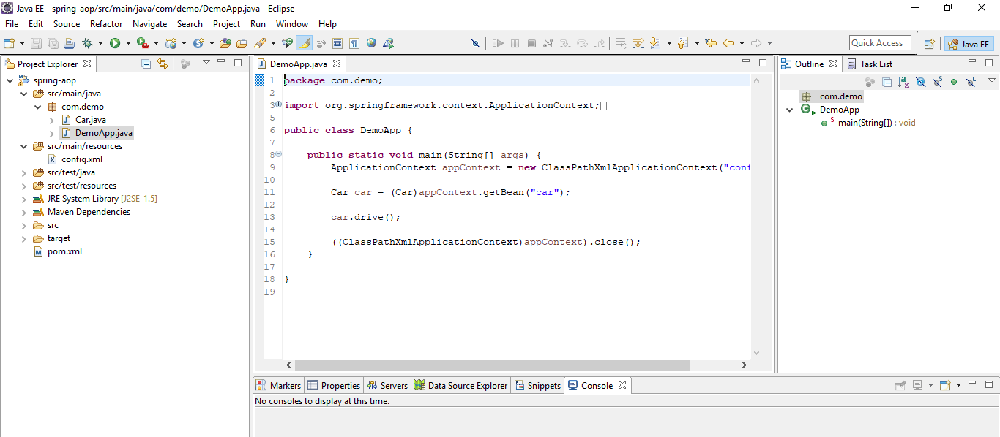 Java EE - spring-aop/src/main/java/com/demo/DemoApp.java - Eclipse
File Edit Source Refactor Navigate Search Project Run Window Help
Quick Access
Java EE
Project Explorer
spring-aop
src/main/java
com.demo
Car.java
DemoApp.java
src/main/resources
config.xml
src/test/java
src/test/resources
JRE System Library [J2SE-1.5]
Maven Dependencies
src
target
pom.xml
DemoApp.java
1 package com.demo;
2
3 import org.springframework.context.ApplicationContext;
5
6 public class DemoApp {
7
8 public static void main(String[] args) {
9 ApplicationContext appContext = new ClassPathXmlApplicationContext("conf
10
11 Car car = (Car)appContext.getBean("car");
12
13 car.drive();
14
15 ((ClassPathXmlApplicationContext)appContext).close();
16 }
17
18 }
19
Outline Task List
com.demo
DemoApp
main(String[]) : void
Markers Properties Servers Data Source Explorer Snippets Console
No consoles to display at this time.